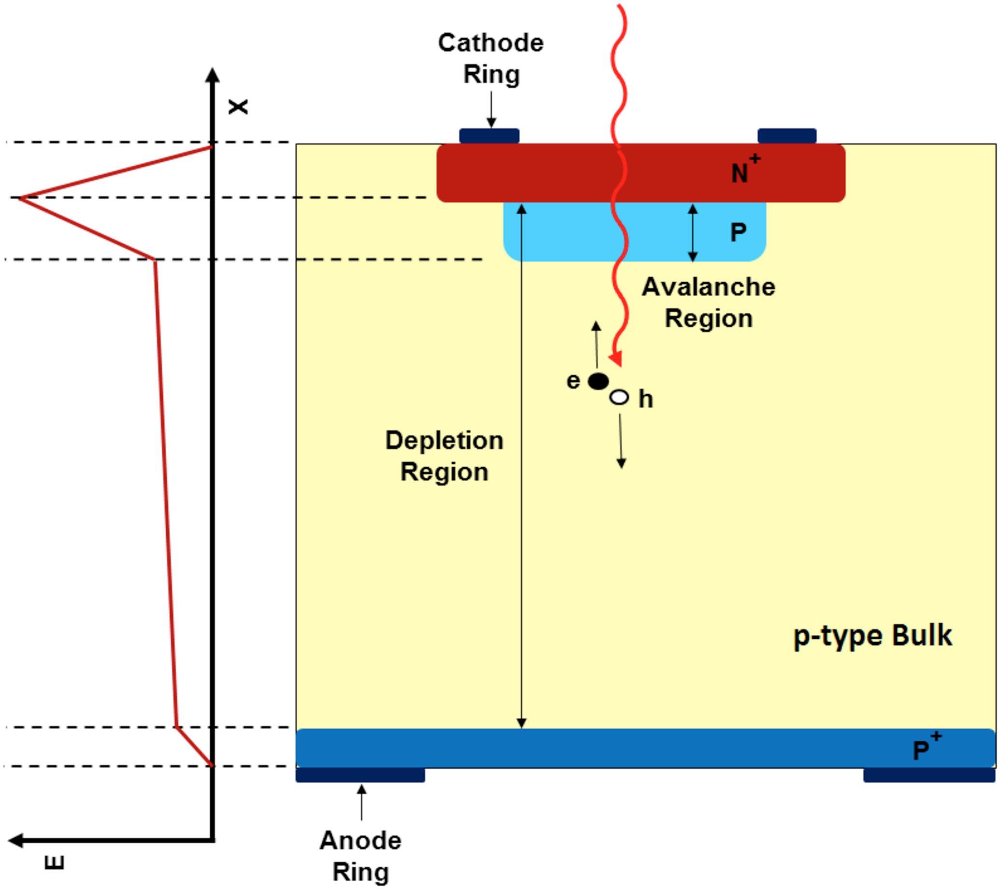 Cathode
Ring
X
N+
P
Avalanche
Region
e
h
Depletion
Region
p-type Bulk
P+
E
Anode
Ring